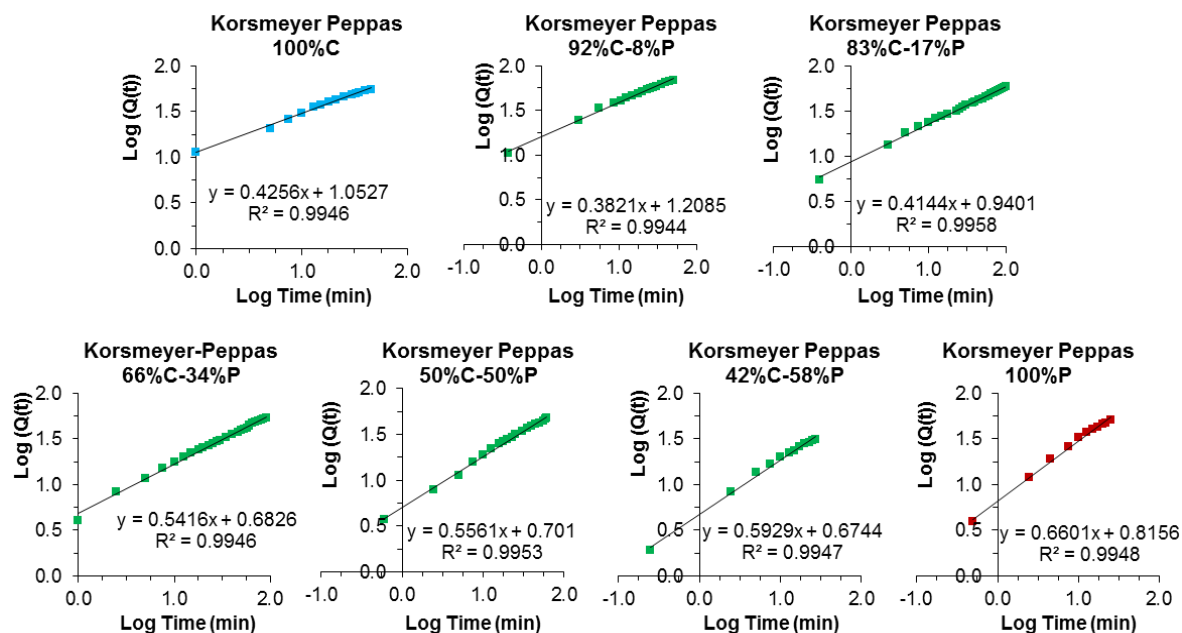 Korsmeyer Peppas
100%C
Log (Q(t))
2.0
1.5
1.0
0.5
0.0
y = 0.4256x + 1.0527
R² = 0.9946
0.0
1.0
2.0
Log Time (min)
Korsmeyer Peppas
92%C-8%P
Log (Q(t))
2.0
1.5
1.0
0.5
0.0
y = 0.3821x + 1.2085
R² = 0.9944
-1.0
0.0
1.0
2.0
Log Time (min)
Korsmeyer Peppas
83%C-17%P
Log (Q(t))
2.0
1.5
1.0
0.5
0.0
y = 0.4144x + 0.9401
R² = 0.9958
-1.0
0.0
1.0
2.0
Log Time (min)
Korsmeyer-Peppas
66%C-34%P
Log (Q(t))
2.0
1.5
1.0
0.5
0.0
y = 0.5416x + 0.6826
R² = 0.9946
0.0
1.0
2.0
Log Time (min)
Korsmeyer Peppas
50%C-50%P
Log (Q(t))
2.0
1.5
1.0
0.5
0.0
y = 0.5561x + 0.701
R² = 0.9953
-1.0
0.0
1.0
2.0
Log Time (min)
Korsmeyer Peppas
42%C-58%P
Log (Q(t))
2.0
1.5
1.0
0.5
0.0
y = 0.5929x + 0.6744
R² = 0.9947
-1.0
0.0
1.0
2.0
Log Time (min)
Korsmeyer Peppas
100%P
Log (Q(t))
2.0
1.5
1.0
0.5
0.0
y = 0.6601x + 0.8156
R² = 0.9948
-1.0
0.0
1.0
2.0
Log Time (min)